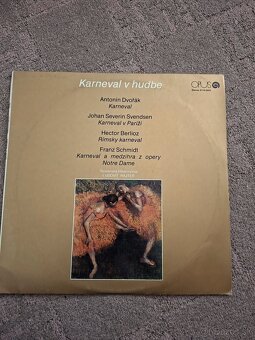 Karneval v hudbe
OPUS
Antonín Dvořák
Karneval
Johan Severin Svendsen
Karneval v Paríži
Hector Berlioz
Rímsky karneval
Franz Schmidt
Karneval a medzihra z opery
Notre Dame